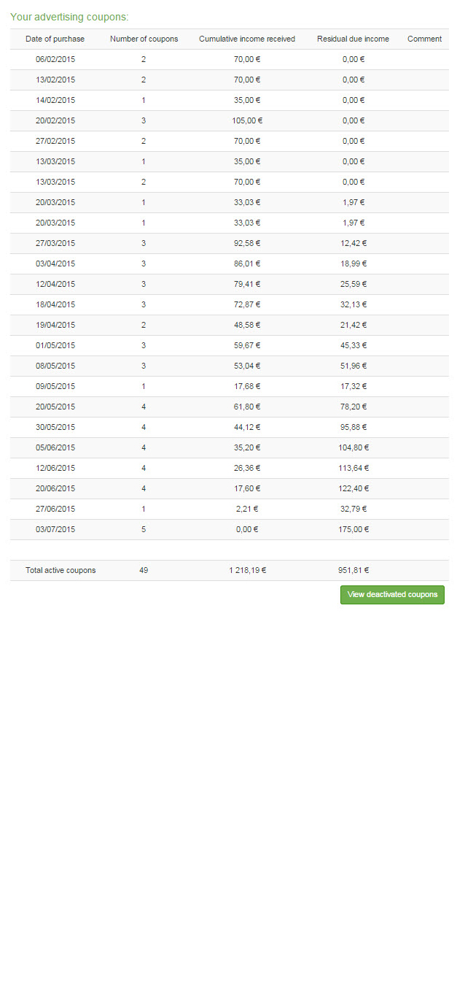 Your advertising coupons:
Date of purchase Number of coupons Cumulative income received Residual due income Comment
06/02/2015 2 70,00 € 0,00 €
13/02/2015 2 70,00 € 0,00 €
14/02/2015 1 35,00 € 0,00 €
20/02/2015 3 105,00 € 0,00 €
27/02/2015 2 70,00 € 0,00 €
13/03/2015 1 35,00 € 0,00 €
13/03/2015 2 70,00 € 0,00 €
20/03/2015 1 33,03 € 1,97 €
20/03/2015 1 33,03 € 1,97 €
27/03/2015 3 92,58 € 12,42 €
03/04/2015 3 86,01 € 18,99 €
12/04/2015 3 79,41 € 25,59 €
18/04/2015 3 72,87 € 32,13 €
19/04/2015 2 48,58 € 21,42 €
01/05/2015 3 59,67 € 45,33 €
08/05/2015 3 53,04 € 51,96 €
09/05/2015 1 17,68 € 17,32 €
20/05/2015 4 61,80 € 78,20 €
30/05/2015 4 44,12 € 95,88 €
05/06/2015 4 35,20 € 104,80 €
12/06/2015 4 26,36 € 113,64 €
20/06/2015 4 17,60 € 122,40 €
27/06/2015 1 2,21 € 32,79 €
03/07/2015 5 0,00 € 175,00 €
Total active coupons 49 1 218,19 € 951,81 €
View deactivated coupons